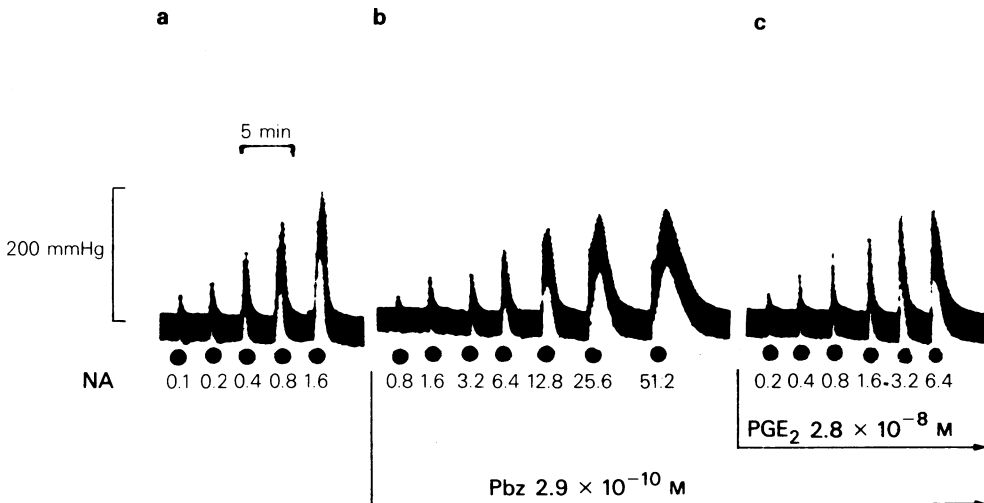 a b c
5 min
200 mmHg
NA 0.1 0.2 0.4 0.8 1.6 0.8 1.6 3.2 6.4 12.8 25.6 51.2 0.2 0.4 0.8 1.6 3.2 6.4
PGE₂ 2.8 × 10⁻⁸ M
Pbz 2.9 × 10⁻¹⁰ M